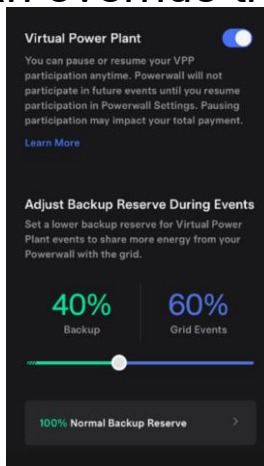 Virtual Power Plant
You can pause or resume your VPP
participation anytime. Powerwall will not
participate in future events until you resume
participation in Powerwall Settings. Pausing
participation may impact your total payment.
Learn More
Adjust Backup Reserve During Events
Set a lower backup reserve for Virtual Power
Plant events to share more energy from your
Powerwall with the grid.
40% 60%
Backup Grid Events
100% Normal Backup Reserve >